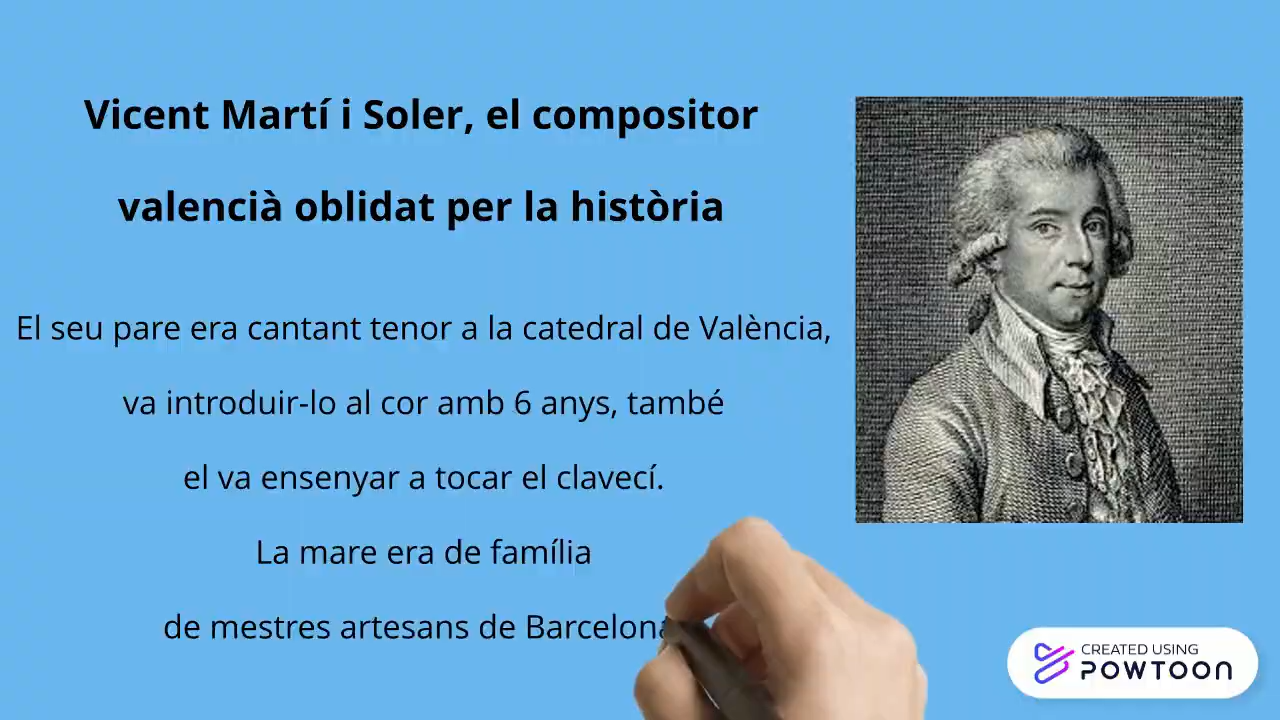 Vicent Martí i Soler, el compositor
valencià oblidat per la història
El seu pare era cantant tenor a la catedral de València,
va introduir-lo al cor amb 6 anys, també
el va ensenyar a tocar el clavecí.
La mare era de família
de mestres artesans de Barcelona
CREATED USING
POWTOON